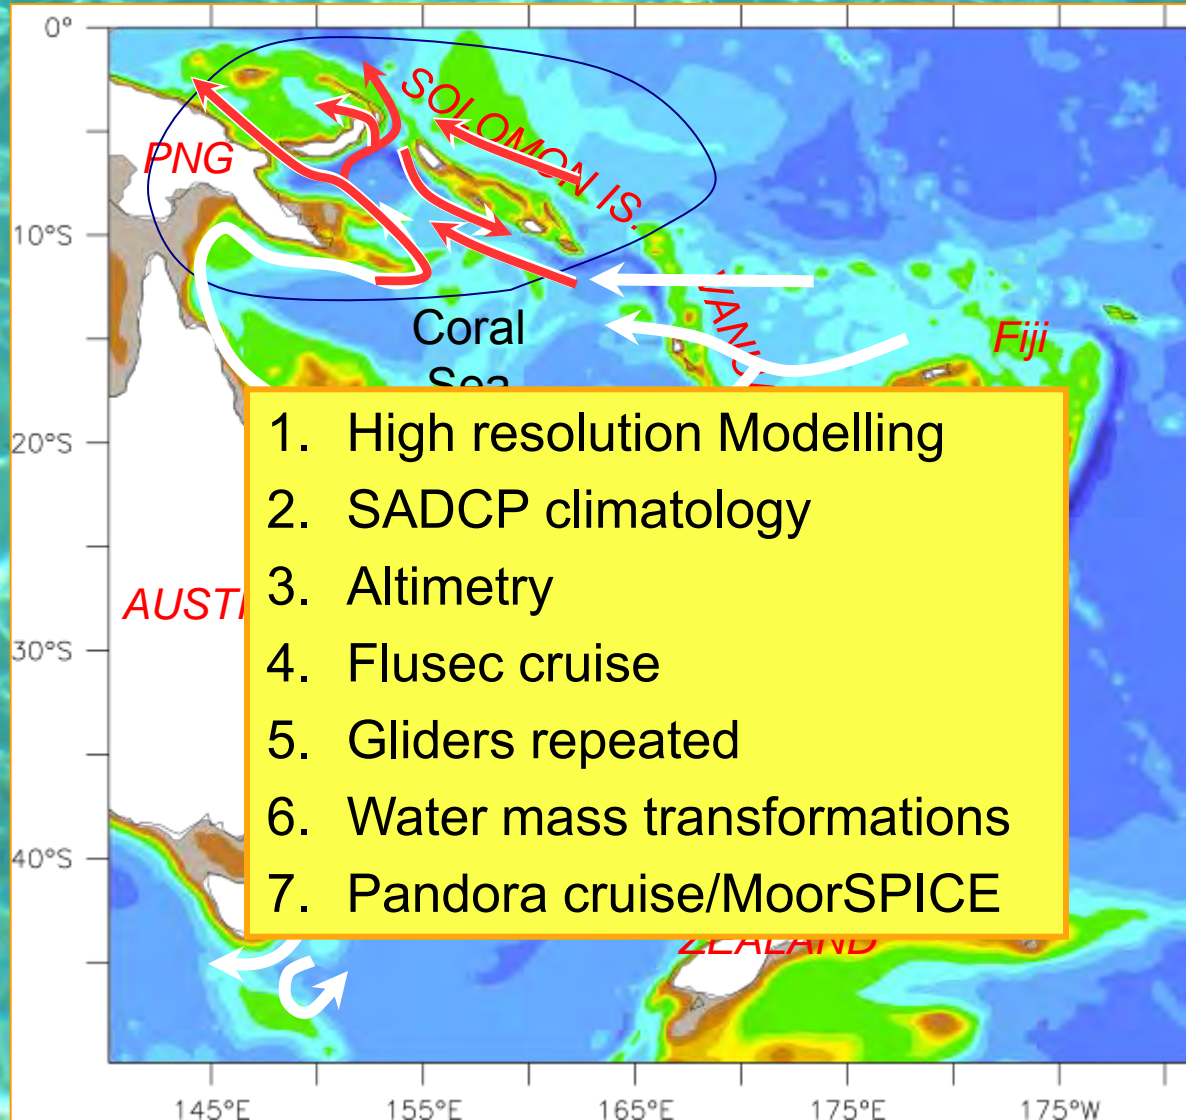 0°
SOLOMON IS.
PNG
10°S
Coral
Sea
Fiji
20°S
1. High resolution Modelling
2. SADCP climatology
3. Altimetry
4. Flusec cruise
5. Gliders repeated
6. Water mass transformations
7. Pandora cruise/MoorSPICE
30°S
40°S
ZEALAND
145°E 155°E 165°E 175°E 175°W